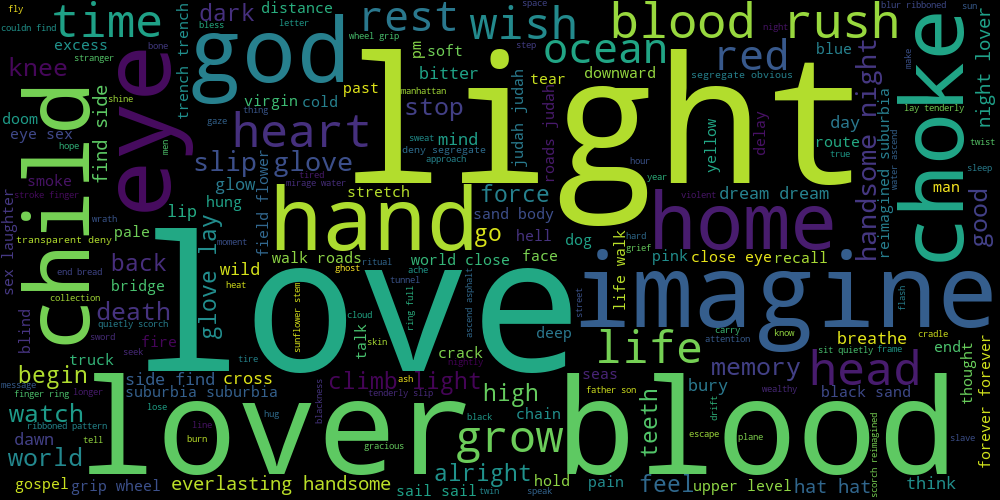 fly
couldn find
time
excess
stranger
dark
distance
letter
bless
bone
trench trench
god
rest
wheel grip
pm
soft
wish
space
step
ocean
blood rush
red
night
blue
blur ribboned
sun
make
night lover
choke
knee
doom
eye sex
hope
shine
men
find side
child
eye
virgin
cold
thing
gaze
heart
slip glove
past
manhattan
stop
bitter
tear
downward
segregate obvious
mind
sweat
deny segregate
approach
judah judah
roads judah
light
yellow
delay
day
route
true
handsome night
reimagined suburbia
water ascend
lay tenderly
twist
sleep
man
good
smoke
stroke finger
wrath
lip
hung
glow
field flower
tired
mirage water
stretch
hand
force
sand body
go
hell
dog
hour
year
violent
dream dream
home
transparent deny
pale
sex laughter
end bread
collection
bridge
back
wild
heat
glove lay
moment
walk roads
ghost
ritual
world close
face
ache
tunnel
life walk
hard
grief
pink
close eye
recall
imagine
death
blind
quietly scorch
sword
fire
seek
truck
love
sunflower stem
cloud
talk
skin
ring full
ascend asphalt
deep
street
carry
attention
know
flash
cradle
breathe
sit quietly
frame
end
begin
message
finger ring
longer
side find
suburbia suburbia
cross
tire
hug
blackness
climb light
nightly
tenderly slip
ash
crack
high
seas
father son
life
bury
memory
wealthy
head
black sand
thought
forever forever
watch
ribboned pattern
lose
dawn
tell
world
burn
line
gracious
lover
black
grow
chain
teeth
blood
drift
escape
plane
slave
scorch reimagined
gospel
grip wheel
everlasting handsome
alright
sail sail
twin
speak
hold
pain
feel
upper level
hat hat
think